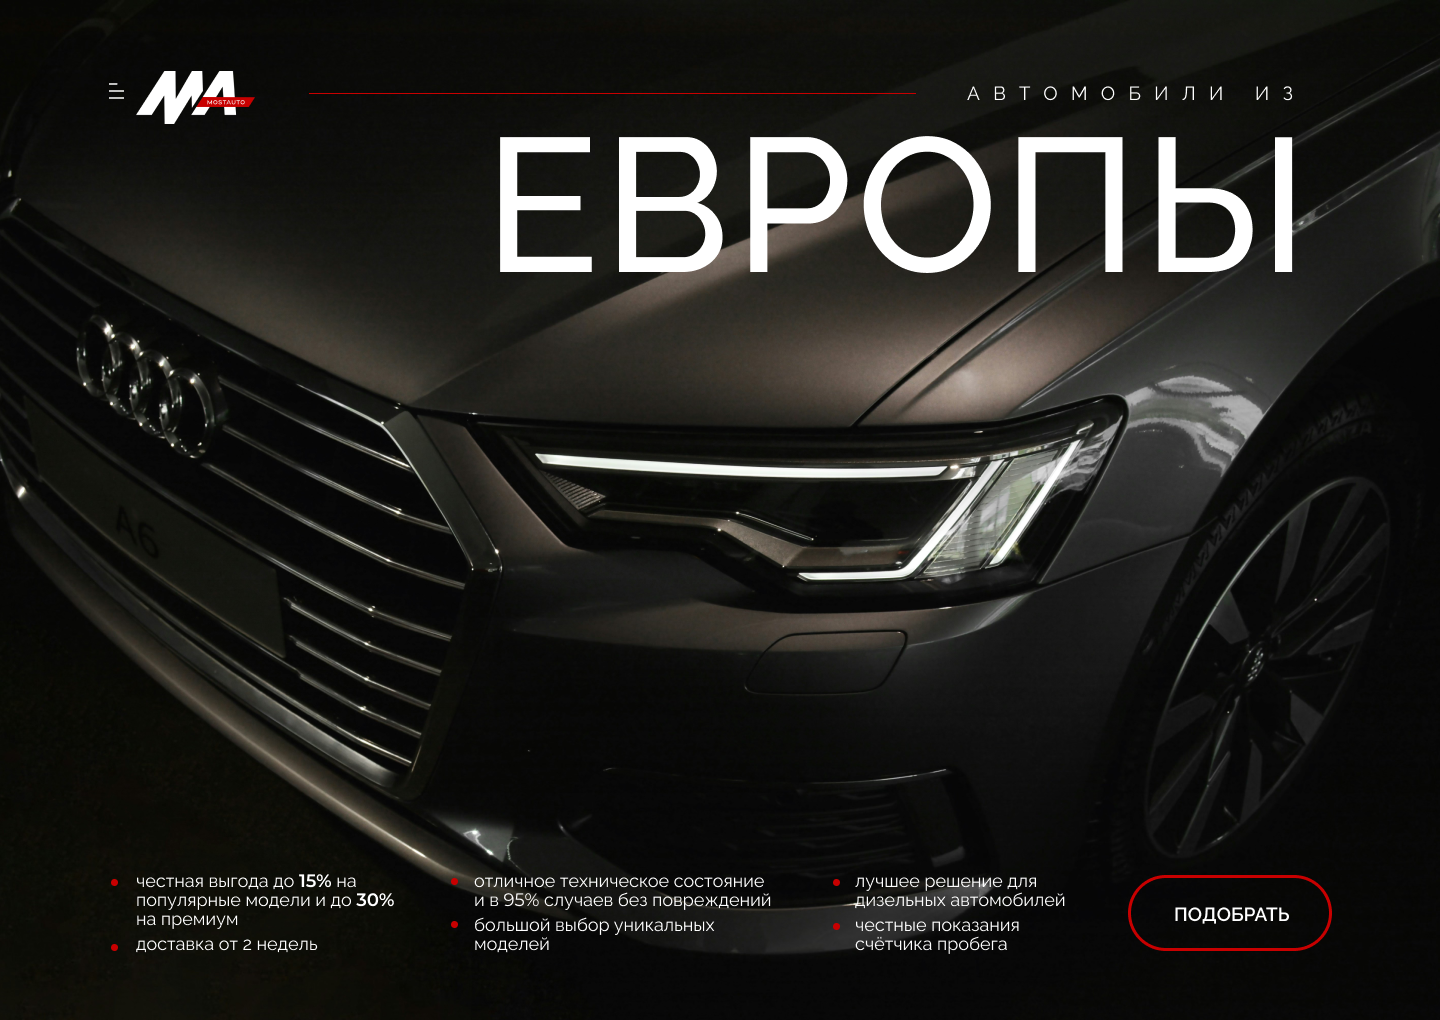 MA
MOSTAUTO
АВТОМОБИЛИ ИЗ
ЕВРОПЫ
A6
честная выгода до 15% на
популярные модели и до 30%
на премиум
доставка от 2 недель
отличное техническое состояние
и в 95% случаев без повреждений
большой выбор уникальных
моделей
лучшее решение для
дизельных автомобилей
честные показания
счётчика пробега
ПОДОБРАТЬ